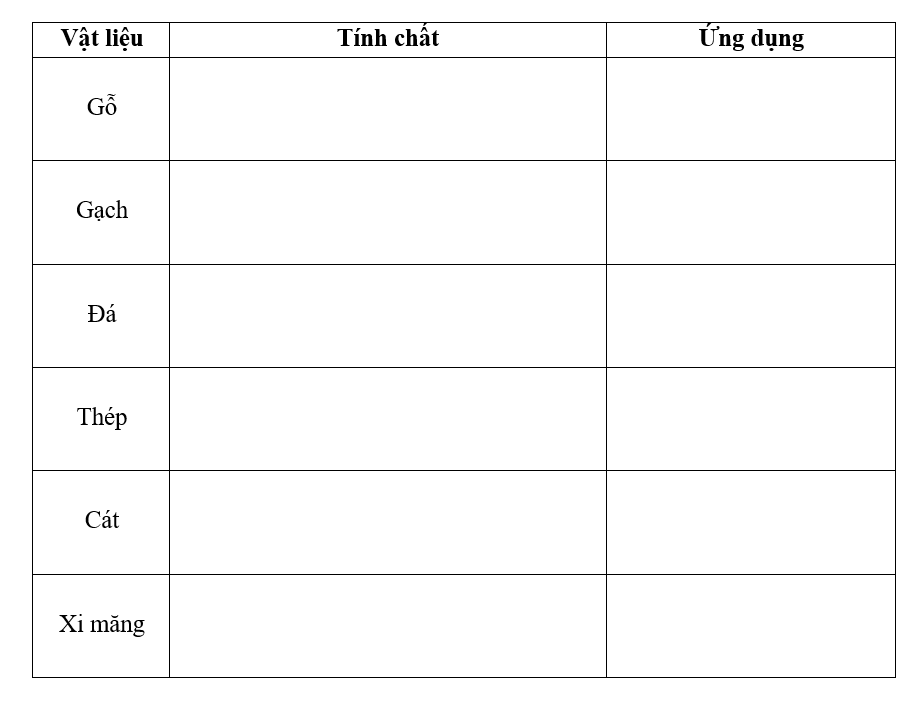 Vật liệu Tính chất Ứng dụng
Gỗ
Gạch
Đá
Thép
Cát
Xi măng